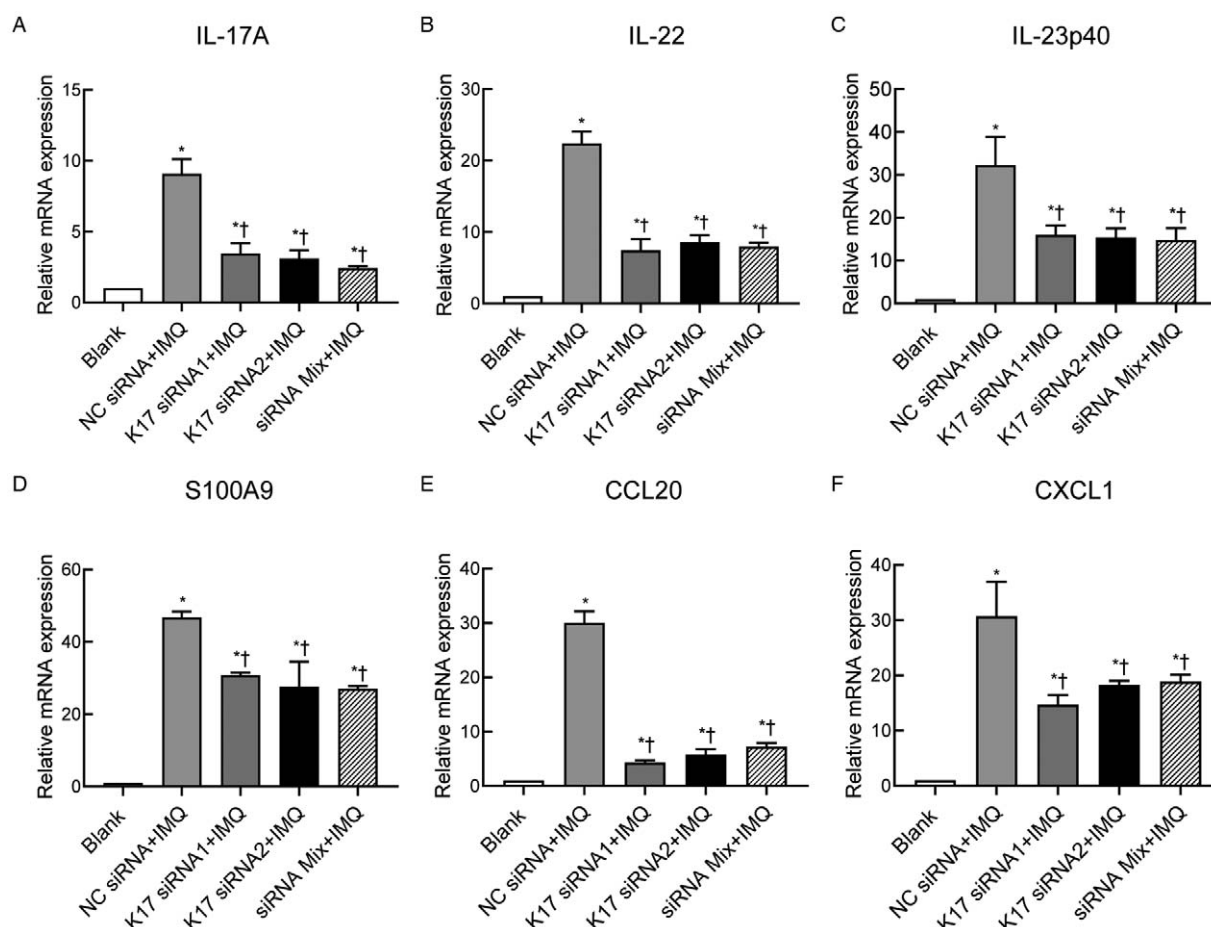 A
IL-17A
Relative mRNA expression
15
10
5
0
*
*†
*†
*†
Blank
NC siRNA+IMQ
K17 siRNA1+IMQ
K17 siRNA2+IMQ
siRNA Mix+IMQ
B
IL-22
Relative mRNA expression
30
20
10
0
*
*†
*†
*†
Blank
NC siRNA+IMQ
K17 siRNA1+IMQ
K17 siRNA2+IMQ
siRNA Mix+IMQ
C
IL-23p40
Relative mRNA expression
50
40
30
20
10
0
*
*†
*†
*†
Blank
NC siRNA+IMQ
K17 siRNA1+IMQ
K17 siRNA2+IMQ
siRNA Mix+IMQ
D
S100A9
Relative mRNA expression
60
40
20
0
*
*†
*†
*†
Blank
NC siRNA+IMQ
K17 siRNA1+IMQ
K17 siRNA2+IMQ
siRNA Mix+IMQ
E
CCL20
Relative mRNA expression
40
30
20
10
0
*
*†
*†
*†
Blank
NC siRNA+IMQ
K17 siRNA1+IMQ
K17 siRNA2+IMQ
siRNA Mix+IMQ
F
CXCL1
Relative mRNA expression
40
30
20
10
0
*
*†
*†
*†
Blank
NC siRNA+IMQ
K17 siRNA1+IMQ
K17 siRNA2+IMQ
siRNA Mix+IMQ